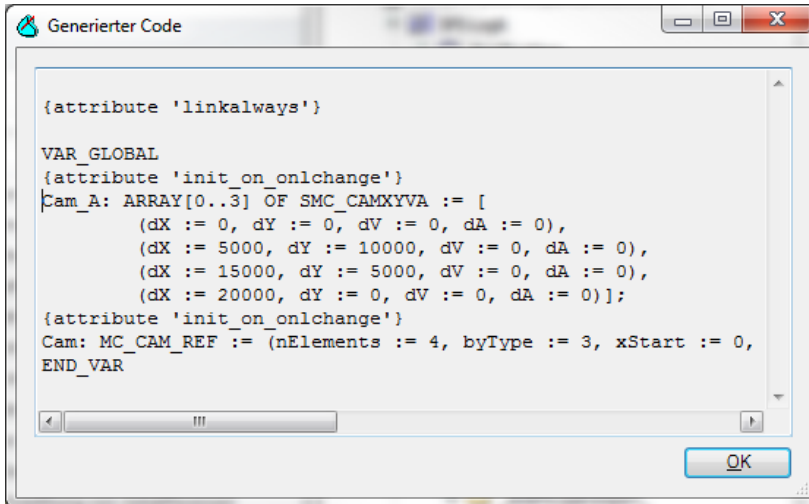 Generierter Code
{attribute 'linkalways'}
VAR_GLOBAL
{attribute 'init_on_onlchange'}
Cam_A: ARRAY[0..3] OF SMC_CAMXYVA := [
(dX := 0, dY := 0, dV := 0, dA := 0),
(dX := 5000, dY := 10000, dV := 0, dA := 0),
(dX := 15000, dY := 5000, dV := 0, dA := 0),
(dX := 20000, dY := 0, dV := 0, dA := 0)];
{attribute 'init_on_onlchange'}
Cam: MC_CAM_REF := (nElements := 4, byType := 3, xStart := 0,
END_VAR
OK